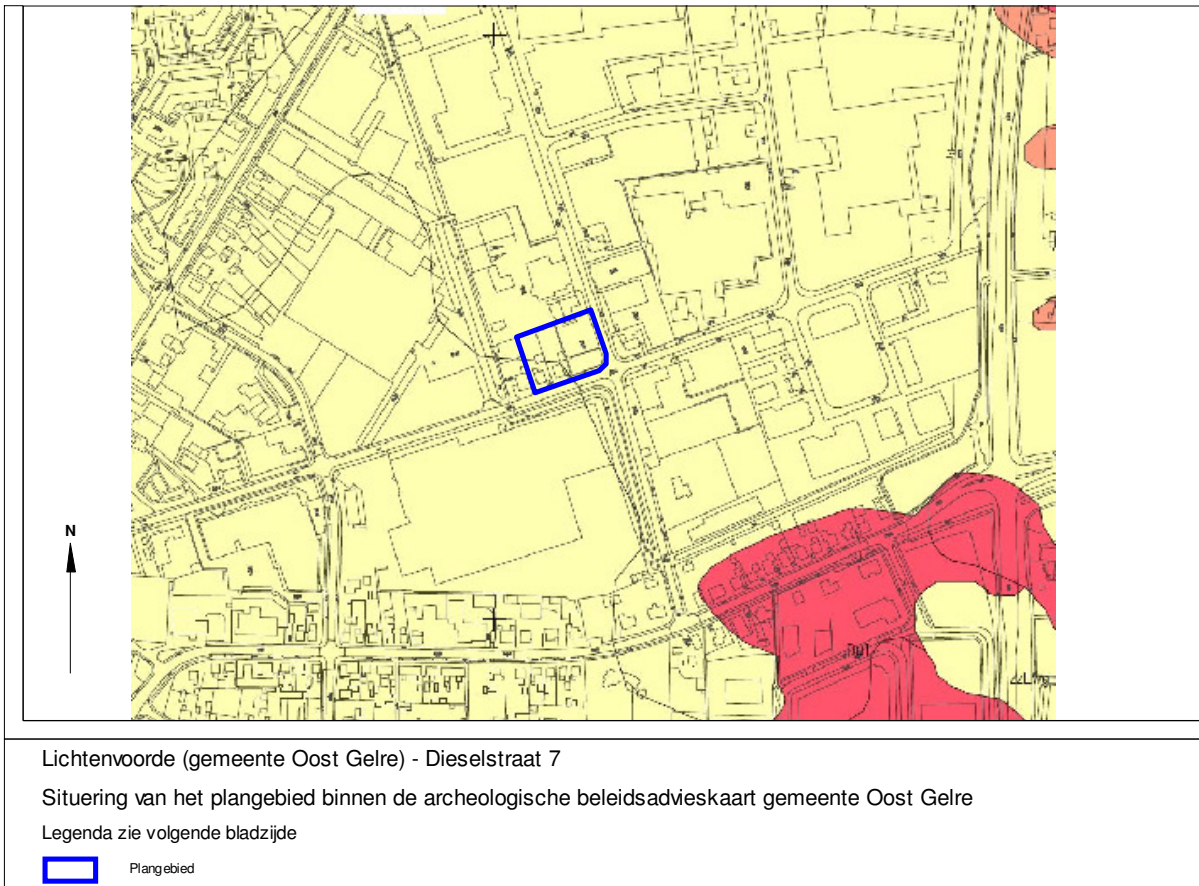 N
Lichtenvoorde (gemeente Oost Gelre) - Dieselstraat 7
Situering van het plangebied binnen de archeologische beleidsadvieskaart gemeente Oost Gelre
Legenda zie volgende bladzijde
Plangebied